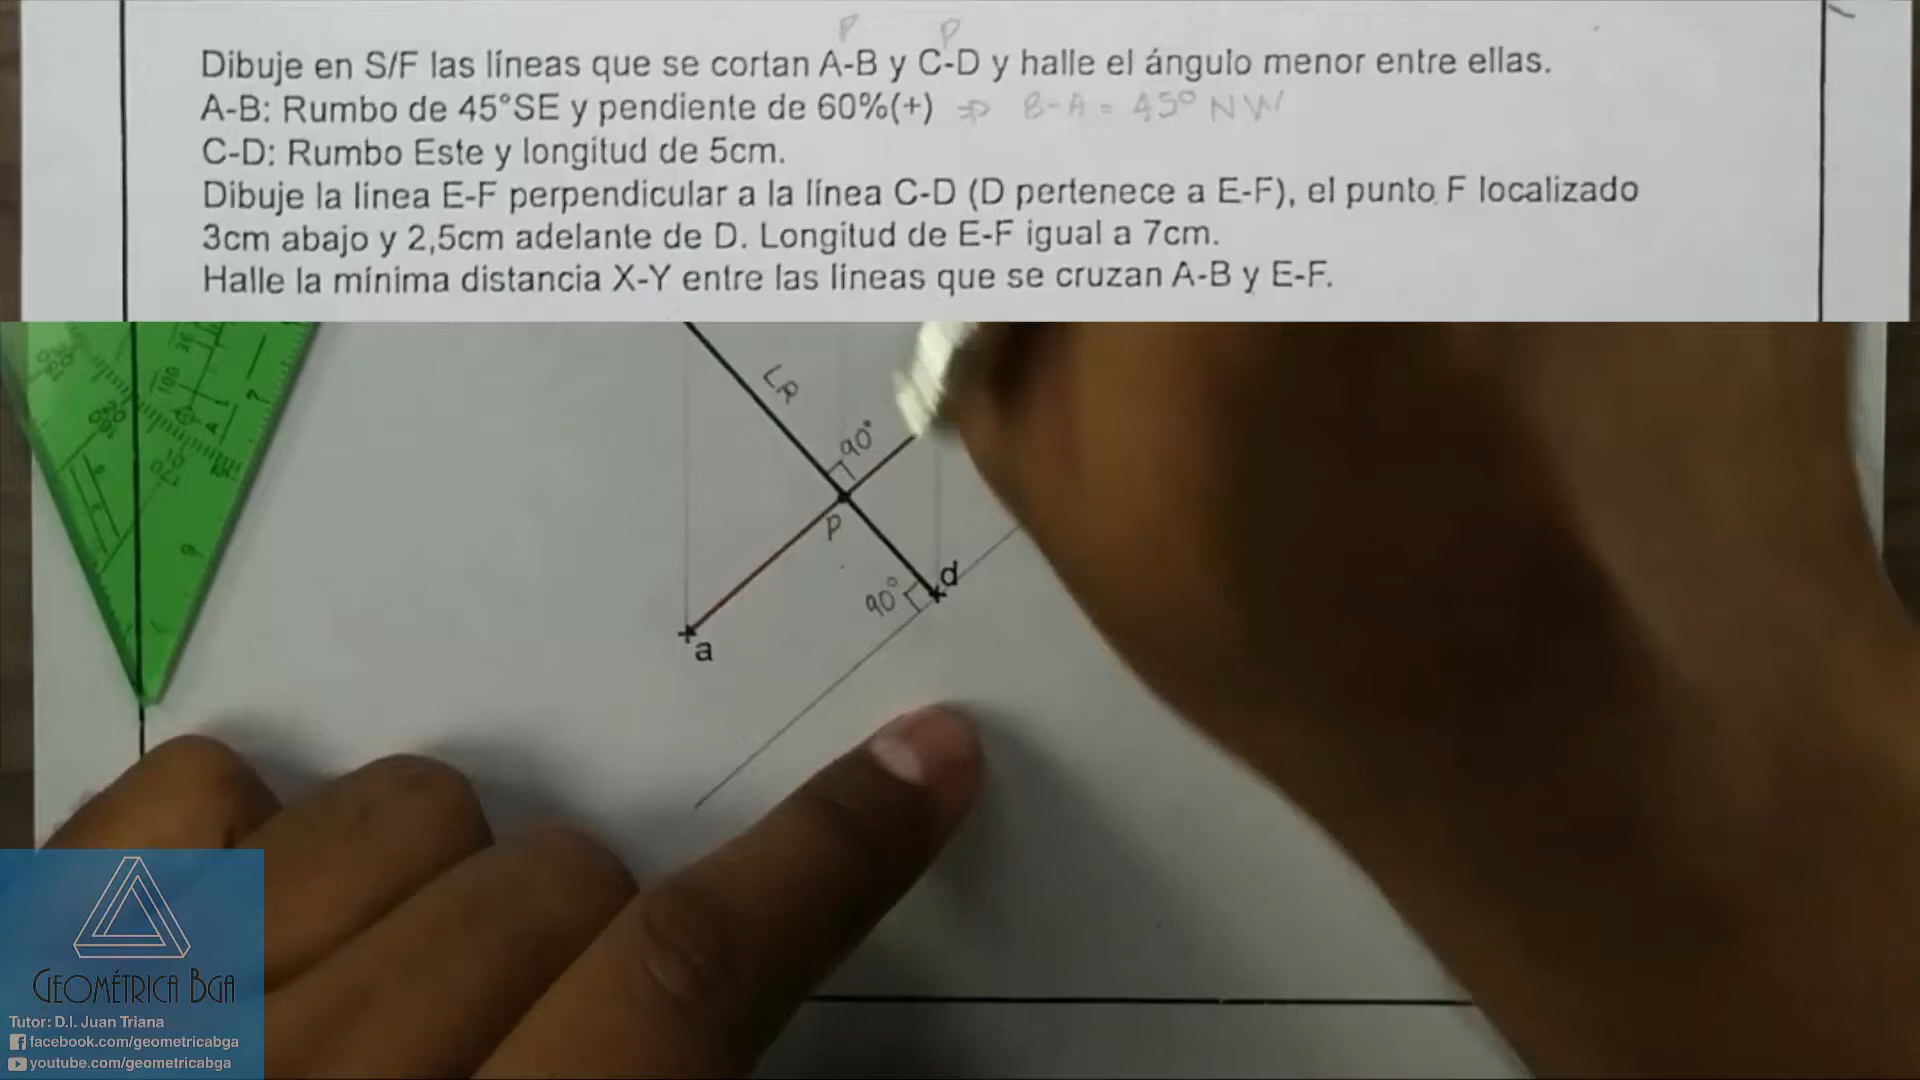 P P
Dibuje en S/F las líneas que se cortan A-B y C-D y halle el ángulo menor entre ellas.
A-B: Rumbo de 45°SE y pendiente de 60%(+) ⇒ B-A = 45° NW
C-D: Rumbo Este y longitud de 5cm.
Dibuje la línea E-F perpendicular a la línea C-D (D pertenece a E-F), el punto F localizado
3cm abajo y 2,5cm adelante de D. Longitud de E-F igual a 7cm.
Halle la mínima distancia X-Y entre las líneas que se cruzan A-B y E-F.
LR
90°
P
d
90°
a
GEOMÉTRICA BGA
Tutor: D.I. Juan Triana
facebook.com/geometricabga
youtube.com/geometricabga